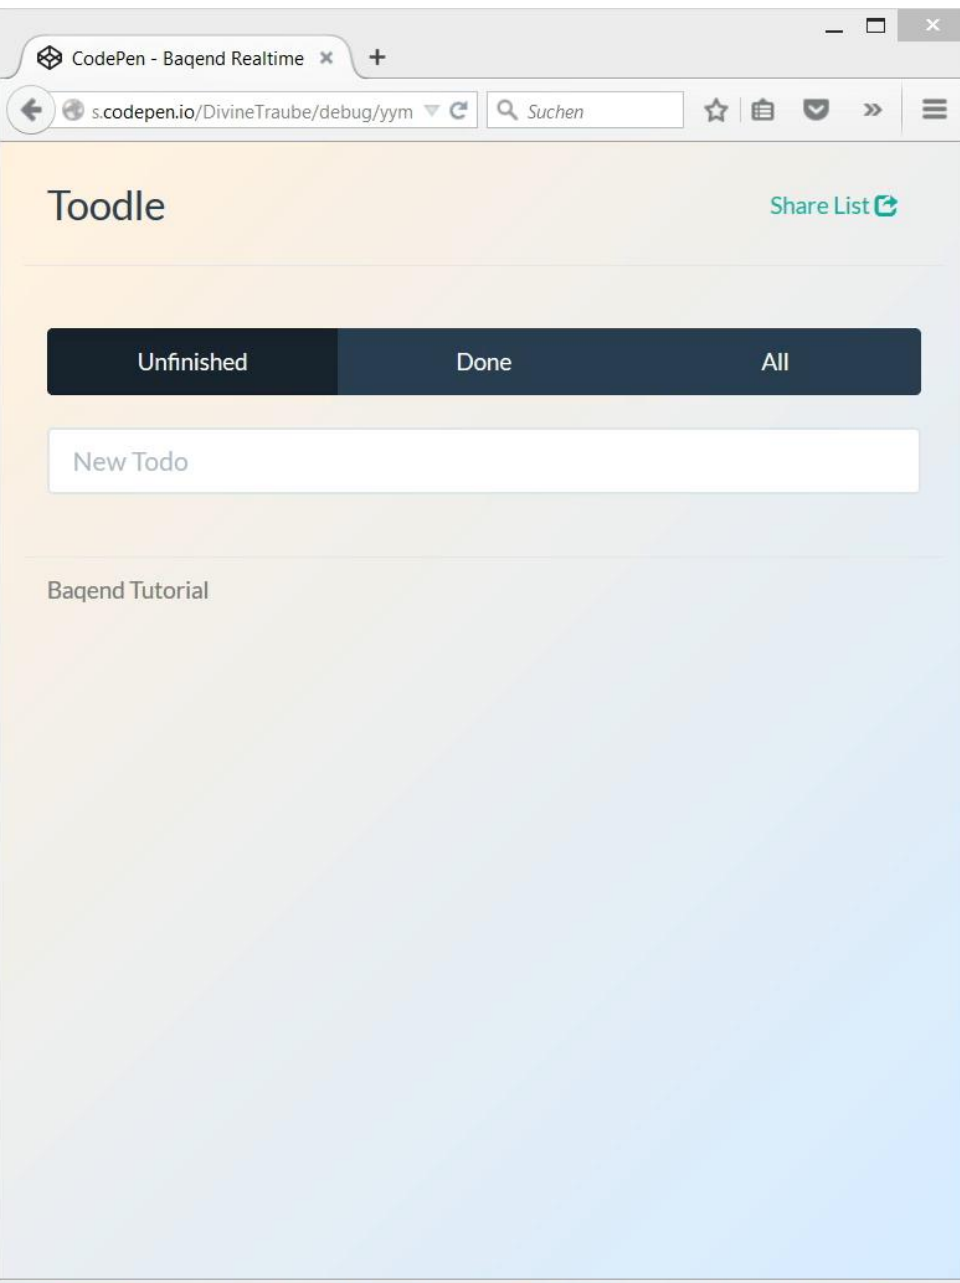 CodePen - Baqend Realtime
s.codepen.io/DivineTraube/debug/yym
Suchen
Toodle
Share List
Unfinished Done All
New Todo
Baqend Tutorial